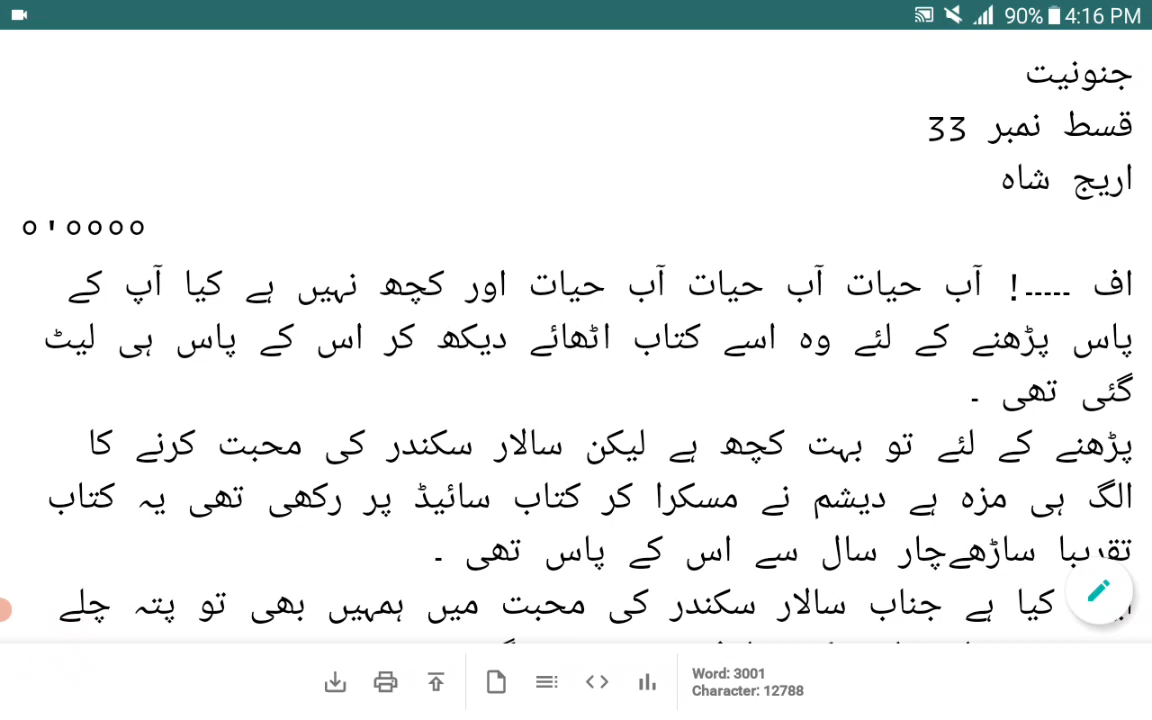 90% 4:16 PM
جنونیت
قسط نمبر 33
اریج شاہ
o'oooo
اف ۔۔۔۔۔! آب حیات آب حیات آب حیات اور کچھ نہیں ہے کیا آپ کے
پاس پڑھنے کے لئے وہ اسے کتاب اٹھائے دیکھ کر اس کے پاس ہی لیٹ
گئی تھی ۔
پڑھنے کے لئے تو بہت کچھ ہے لیکن سالار سکندر کی محبت کرنے کا
الگ ہی مزہ ہے دیشم نے مسکرا کر کتاب سائیڈ پر رکھی تھی یہ کتاب
تقریبا ساڑھےچار سال سے اس کے پاس تھی ۔
کیا ہے جناب سالار سکندر کی محبت میں ہمہیں بھی تو پتہ چلے
Word: 3001
Character: 12788